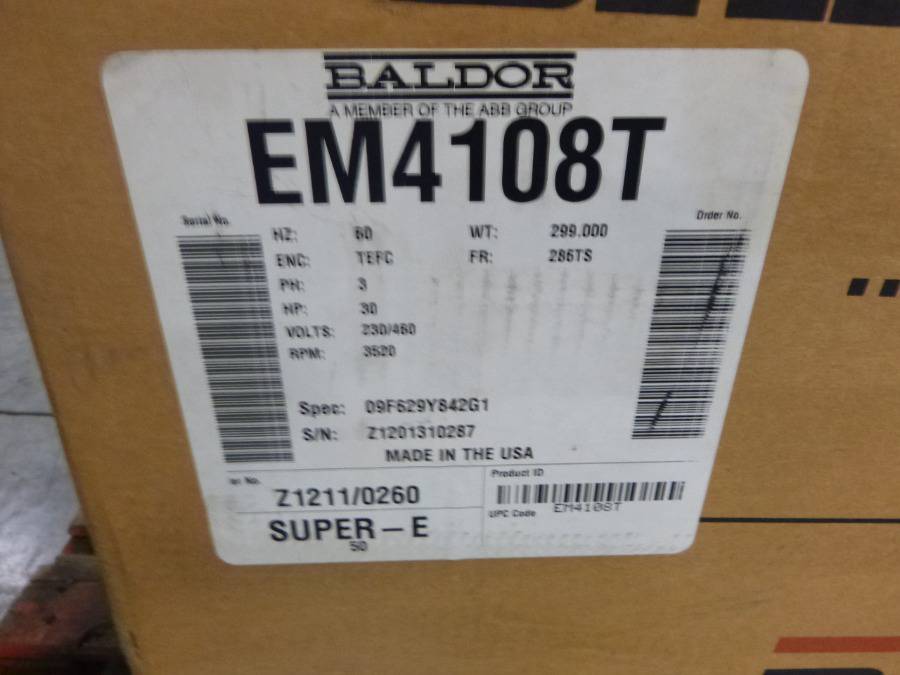 BALDOR
A MEMBER OF THE ABB GROUP
EM4108T
Serial No.
Order No.
HZ: 60 WT: 299.000
ENC: TEFC FR: 286TS
PH: 3
HP: 30
VOLTS: 230/460
RPM: 3520
Spec: 09F629Y842G1
S/N: Z1201310287
MADE IN THE USA
No.
Z1211/0260
Product ID
UPC Code EM4108T
SUPER-E
50